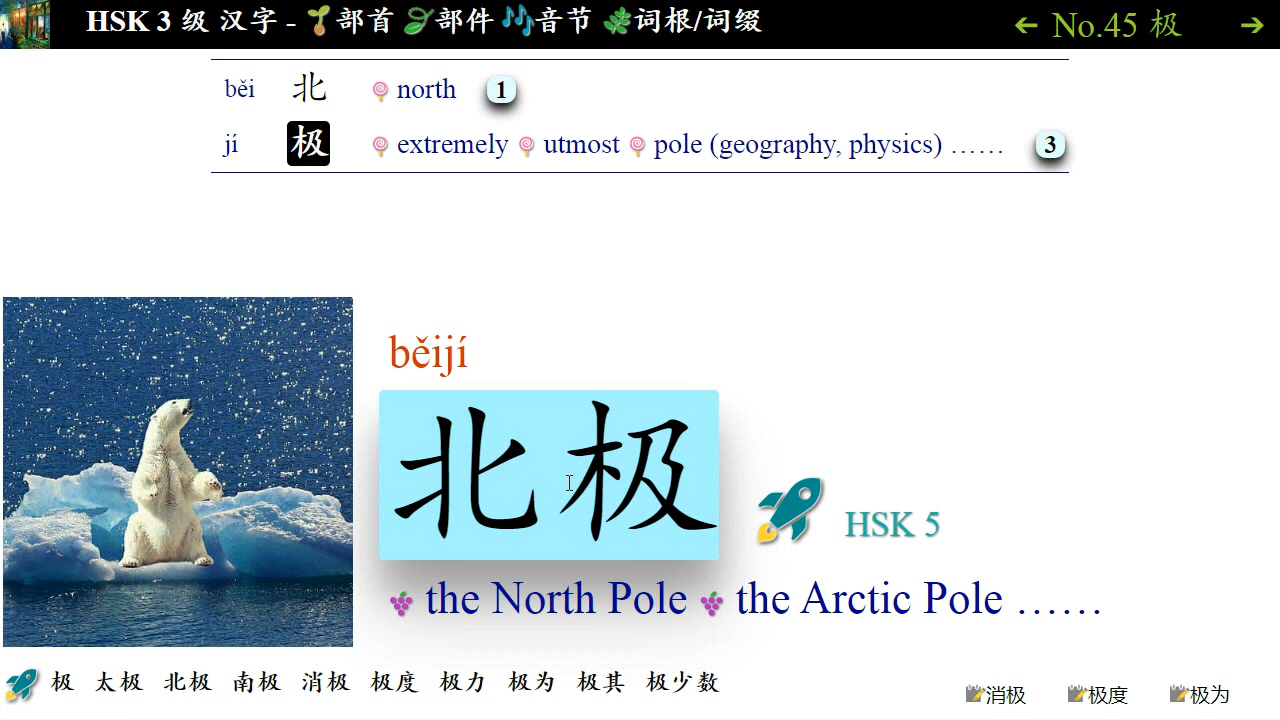 HSK 3 级 汉字 - 部首 部件 音节 词根/词缀
← No.45 极 →
běi 北 north 1
jí 极 extremely utmost pole (geography, physics) …… 3
běijí
北极
HSK 5
the North Pole the Arctic Pole ……
极 太极 北极 南极 消极 极度 极力 极为 极其 极少数
消极 极度 极为